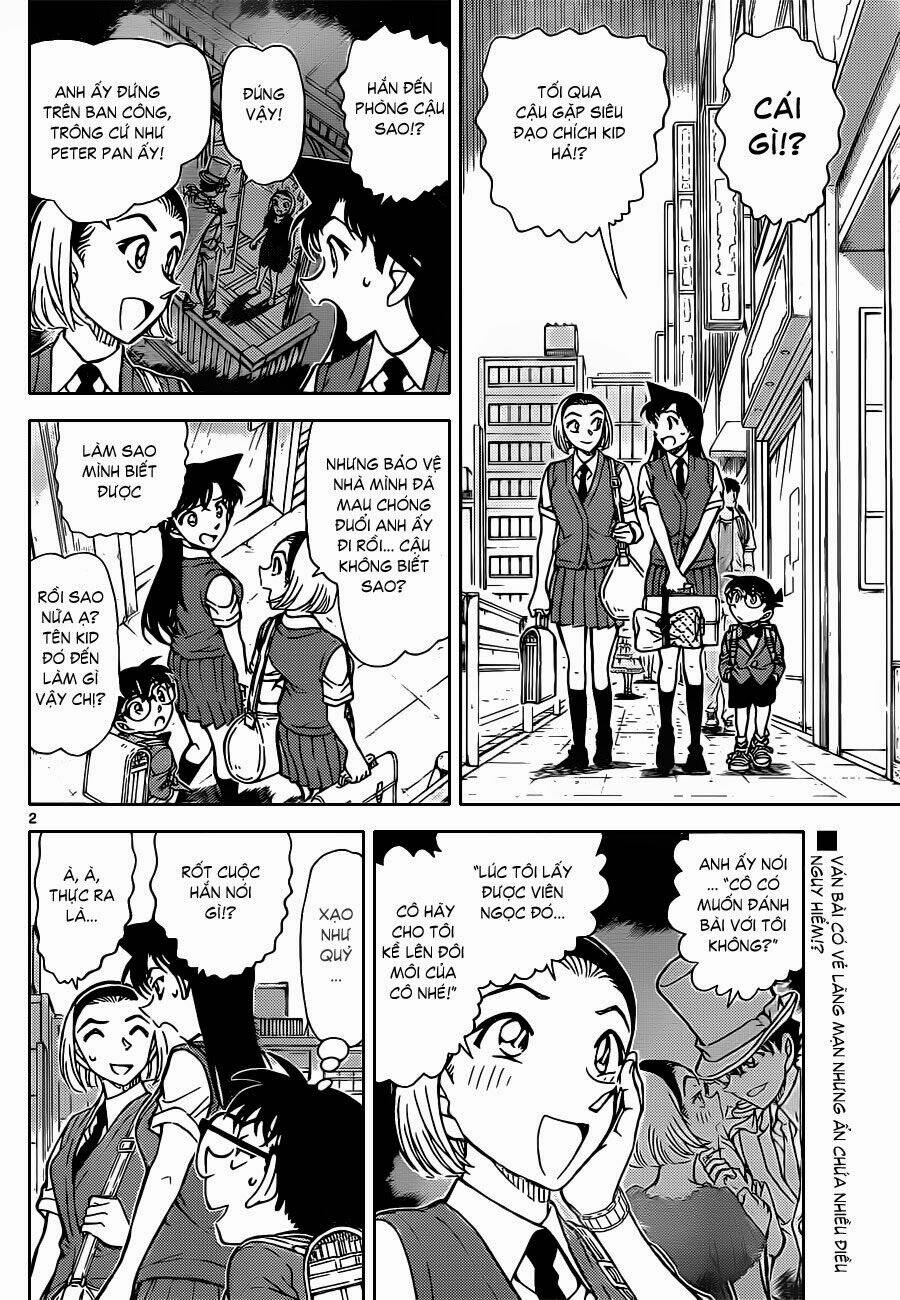 CÁI
GÌ!?
TỐI QUA
CẬU GẶP SIÊU
ĐẠO CHÍCH KID
HẢ!?
HẮN ĐẾN
PHÒNG CẬU
SAO!?
ĐÚNG
VẬY!
ANH ẤY ĐỨNG
TRÊN BAN CÔNG,
TRÔNG CỨ NHƯ
PETER PAN ẤY!
NHƯNG BẢO VỆ
NHÀ MÌNH ĐÃ
MAU CHÓNG
ĐUỔI ANH ẤY
ĐI RỒI... CẬU
KHÔNG BIẾT
SAO?
LÀM SAO
MÌNH BIẾT
ĐƯỢC
RỒI SAO
NỮA Ạ?
TÊN KID
ĐÓ ĐẾN
LÀM GÌ
VẬY CHỊ?
2
VÁN BÀI CÓ VẺ LÃNG MẠN NHƯNG ẨN CHỨA NHIỀU ĐIỀU
NGUY HIỂM!?
ANH ẤY NÓI
... "CÔ CÓ
MUỐN ĐÁNH
BÀI VỚI TÔI
KHÔNG?"
"LÚC TÔI LẤY
ĐƯỢC VIÊN
NGỌC ĐÓ...
CÔ HÃY
CHO TÔI
KỀ LÊN ĐÔI
MÔI CỦA
CÔ NHÉ!"
XẠO
NHƯ
QUỶ
...
RỐT CUỘC
HẮN NÓI
GÌ!?
À, À,
THỰC RA
LÀ...